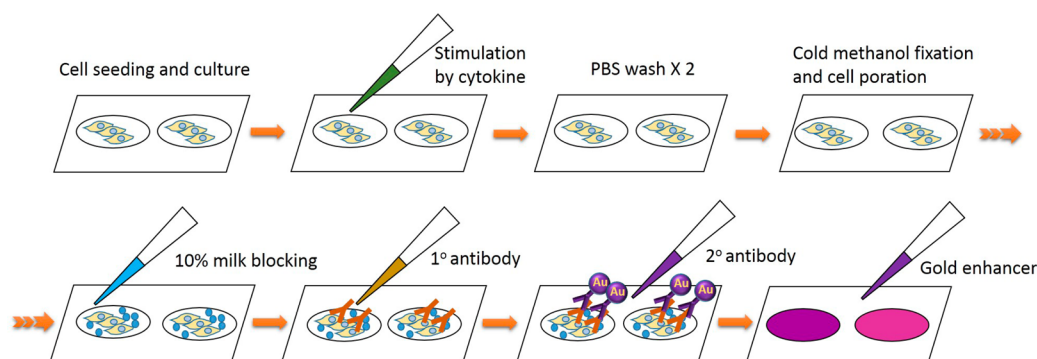 Cell seeding and culture
Stimulation
by cytokine
PBS wash X 2
Cold methanol fixation
and cell poration
10% milk blocking
1° antibody
2° antibody
Au
Au
Au
Au
Gold enhancer